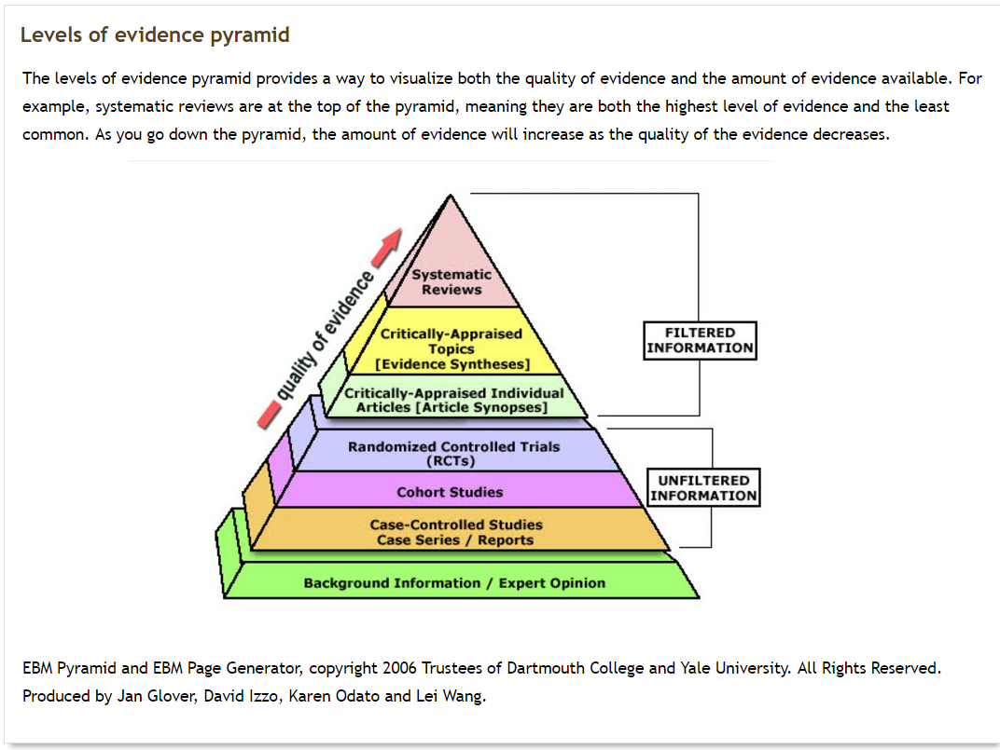 Levels of evidence pyramid
The levels of evidence pyramid provides a way to visualize both the quality of evidence and the amount of evidence available. For
example, systematic reviews are at the top of the pyramid, meaning they are both the highest level of evidence and the least
common. As you go down the pyramid, the amount of evidence will increase as the quality of the evidence decreases.
quality of evidence
Systematic
Reviews
Critically-Appraised
Topics
[Evidence Syntheses]
Critically-Appraised Individual
Articles [Article Synopses]
FILTERED
INFORMATION
Randomized Controlled Trials
(RCTs)
Cohort Studies
Case-Controlled Studies
Case Series / Reports
UNFILTERED
INFORMATION
Background Information / Expert Opinion
EBM Pyramid and EBM Page Generator, copyright 2006 Trustees of Dartmouth College and Yale University. All Rights Reserved.
Produced by Jan Glover, David Izzo, Karen Odato and Lei Wang.